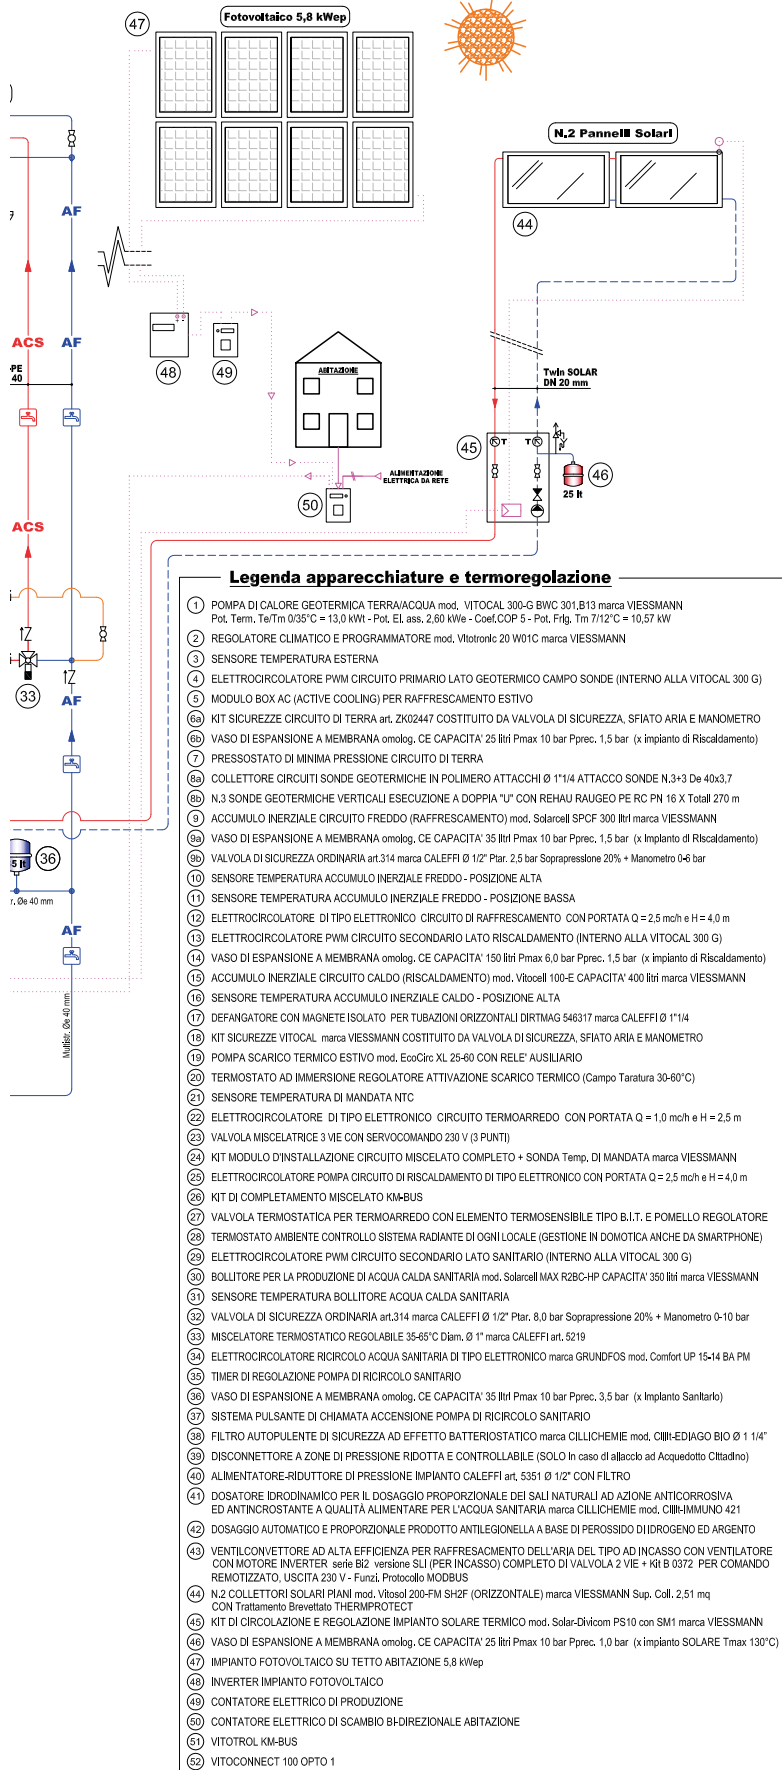 47
Fotovoltaico 5,8 kWep
N.2 Pannelli Solari
44
AF
ACS
AF
48
49
ABITAZIONE
Twin SOLAR
DN 20 mm
-PE
40
45
T
T
46
25 lt
ALIMENTAZIONE
ELETTRICA DA RETE
50
ACS
33
AF
36
5 lt
r. Øe 40 mm
AF
Multistr. Øe 40 mm
Legenda apparecchiature e termoregolazione
1 POMPA DI CALORE GEOTERMICA TERRA/ACQUA mod. VITOCAL 300-G BWC 301.B13 marca VIESSMANN
Pot. Term. Te/Tm 0/35°C = 13,0 kWt - Pot. El. ass. 2,60 kWe - Coef.COP 5 - Pot. Frig. Tm 7/12°C = 10,57 kW
2 REGOLATORE CLIMATICO E PROGRAMMATORE mod. Vitotronic 20 W01C marca VIESSMANN
3 SENSORE TEMPERATURA ESTERNA
4 ELETTROCIRCOLATORE PWM CIRCUITO PRIMARIO LATO GEOTERMICO CAMPO SONDE (INTERNO ALLA VITOCAL 300 G)
5 MODULO BOX AC (ACTIVE COOLING) PER RAFFRESCAMENTO ESTIVO
6a KIT SICUREZZE CIRCUITO DI TERRA art. ZK02447 COSTITUITO DA VALVOLA DI SICUREZZA, SFIATO ARIA E MANOMETRO
6b VASO DI ESPANSIONE A MEMBRANA omolog. CE CAPACITA' 25 litri Pmax 10 bar Pprec. 1,5 bar (x impianto di Riscaldamento)
7 PRESSOSTATO DI MINIMA PRESSIONE CIRCUITO DI TERRA
8a COLLETTORE CIRCUITI SONDE GEOTERMICHE IN POLIMERO ATTACCHI Ø 1"1/4 ATTACCO SONDE N.3+3 De 40x3,7
8b N.3 SONDE GEOTERMICHE VERTICALI ESECUZIONE A DOPPIA "U" CON REHAU RAUGEO PE RC PN 16 X Totali 270 m
9 ACCUMULO INERZIALE CIRCUITO FREDDO (RAFFRESCAMENTO) mod. Solarcell SPCF 300 litri marca VIESSMANN
9a VASO DI ESPANSIONE A MEMBRANA omolog. CE CAPACITA' 35 litri Pmax 10 bar Pprec. 1,5 bar (x Impianto di Riscaldamento)
9b VALVOLA DI SICUREZZA ORDINARIA art.314 marca CALEFFI Ø 1/2" Ptar. 2,5 bar Soprapressione 20% + Manometro 0-6 bar
10 SENSORE TEMPERATURA ACCUMULO INERZIALE FREDDO - POSIZIONE ALTA
11 SENSORE TEMPERATURA ACCUMULO INERZIALE FREDDO - POSIZIONE BASSA
12 ELETTROCIRCOLATORE DI TIPO ELETTRONICO CIRCUITO DI RAFFRESCAMENTO CON PORTATA Q = 2,5 mc/h e H = 4,0 m
13 ELETTROCIRCOLATORE PWM CIRCUITO SECONDARIO LATO RISCALDAMENTO (INTERNO ALLA VITOCAL 300 G)
14 VASO DI ESPANSIONE A MEMBRANA omolog. CE CAPACITA' 150 litri Pmax 6,0 bar Pprec. 1,5 bar (x impianto di Riscaldamento)
15 ACCUMULO INERZIALE CIRCUITO CALDO (RISCALDAMENTO) mod. Vitocell 100-E CAPACITA' 400 litri marca VIESSMANN
16 SENSORE TEMPERATURA ACCUMULO INERZIALE CALDO - POSIZIONE ALTA
17 DEFANGATORE CON MAGNETE ISOLATO PER TUBAZIONI ORIZZONTALI DIRTMAG 546317 marca CALEFFI Ø 1"1/4
18 KIT SICUREZZE VITOCAL marca VIESSMANN COSTITUITO DA VALVOLA DI SICUREZZA, SFIATO ARIA E MANOMETRO
19 POMPA SCARICO TERMICO ESTIVO mod. EcoCirc XL 25-60 CON RELE' AUSILIARIO
20 TERMOSTATO AD IMMERSIONE REGOLATORE ATTIVAZIONE SCARICO TERMICO (Campo Taratura 30-60°C)
21 SENSORE TEMPERATURA DI MANDATA NTC
22 ELETTROCIRCOLATORE DI TIPO ELETTRONICO CIRCUITO TERMOARREDO CON PORTATA Q = 1,0 mc/h e H = 2,5 m
23 VALVOLA MISCELATRICE 3 VIE CON SERVOCOMANDO 230 V (3 PUNTI)
24 KIT MODULO D'INSTALLAZIONE CIRCUITO MISCELATO COMPLETO + SONDA Temp. DI MANDATA marca VIESSMANN
25 ELETTROCIRCOLATORE POMPA CIRCUITO DI RISCALDAMENTO DI TIPO ELETTRONICO CON PORTATA Q = 2,5 mc/h e H = 4,0 m
26 KIT DI COMPLETAMENTO MISCELATO KM-BUS
27 VALVOLA TERMOSTATICA PER TERMOARREDO CON ELEMENTO TERMOSENSIBILE TIPO B.I.T. E POMELLO REGOLATORE
28 TERMOSTATO AMBIENTE CONTROLLO SISTEMA RADIANTE DI OGNI LOCALE (GESTIONE IN DOMOTICA ANCHE DA SMARTPHONE)
29 ELETTROCIRCOLATORE PWM CIRCUITO SECONDARIO LATO SANITARIO (INTERNO ALLA VITOCAL 300 G)
30 BOLLITORE PER LA PRODUZIONE DI ACQUA CALDA SANITARIA mod. Solarcell MAX R2BC-HP CAPACITA' 350 litri marca VIESSMANN
31 SENSORE TEMPERATURA BOLLITORE ACQUA CALDA SANITARIA
32 VALVOLA DI SICUREZZA ORDINARIA art.314 marca CALEFFI Ø 1/2" Ptar. 8,0 bar Soprapressione 20% + Manometro 0-10 bar
33 MISCELATORE TERMOSTATICO REGOLABILE 35-65°C Diam. Ø 1" marca CALEFFI art. 5219
34 ELETTROCIRCOLATORE RICIRCOLO ACQUA SANITARIA DI TIPO ELETTRONICO marca GRUNDFOS mod. Comfort UP 15-14 BA PM
35 TIMER DI REGOLAZIONE POMPA DI RICIRCOLO SANITARIO
36 VASO DI ESPANSIONE A MEMBRANA omolog. CE CAPACITA' 35 litri Pmax 10 bar Pprec. 3,5 bar (x Impianto Sanitario)
37 SISTEMA PULSANTE DI CHIAMATA ACCENSIONE POMPA DI RICIRCOLO SANITARIO
38 FILTRO AUTOPULENTE DI SICUREZZA AD EFFETTO BATTERIOSTATICO marca CILLICHEMIE mod. Cillit-EDIAGO BIO Ø 1 1/4"
39 DISCONNETTORE A ZONE DI PRESSIONE RIDOTTA E CONTROLLABILE (SOLO In caso di allaccio ad Acquedotto Cittadino)
40 ALIMENTATORE-RIDUTTORE DI PRESSIONE IMPIANTO CALEFFI art. 5351 Ø 1/2" CON FILTRO
41 DOSATORE IDRODINAMICO PER IL DOSAGGIO PROPORZIONALE DEI SALI NATURALI AD AZIONE ANTICORROSIVA
ED ANTINCROSTANTE A QUALITÀ ALIMENTARE PER L'ACQUA SANITARIA marca CILLICHEMIE mod. Cillit-IMMUNO 421
42 DOSAGGIO AUTOMATICO E PROPORZIONALE PRODOTTO ANTILEGIONELLA A BASE DI PEROSSIDO DI IDROGENO ED ARGENTO
43 VENTILCONVETTORE AD ALTA EFFICIENZA PER RAFFRESACMENTO DELL'ARIA DEL TIPO AD INCASSO CON VENTILATORE
CON MOTORE INVERTER serie Bi2 versione SLI (PER INCASSO) COMPLETO DI VALVOLA 2 VIE + Kit B 0372 PER COMANDO
REMOTIZZATO, USCITA 230 V - Funzi. Protocollo MODBUS
44 N.2 COLLETTORI SOLARI PIANI mod. Vitosol 200-FM SH2F (ORIZZONTALE) marca VIESSMANN Sup. Coll. 2,51 mq
CON Trattamento Brevettato THERMPROTECT
45 KIT DI CIRCOLAZIONE E REGOLAZIONE IMPIANTO SOLARE TERMICO mod. Solar-Divicom PS10 con SM1 marca VIESSMANN
46 VASO DI ESPANSIONE A MEMBRANA omolog. CE CAPACITA' 25 litri Pmax 10 bar Pprec. 1,0 bar (x impianto SOLARE Tmax 130°C)
47 IMPIANTO FOTOVOLTAICO SU TETTO ABITAZIONE 5,8 kWep
48 INVERTER IMPIANTO FOTOVOLTAICO
49 CONTATORE ELETTRICO DI PRODUZIONE
50 CONTATORE ELETTRICO DI SCAMBIO BI-DIREZIONALE ABITAZIONE
51 VITOTROL KM-BUS
52 VITOCONNECT 100 OPTO 1